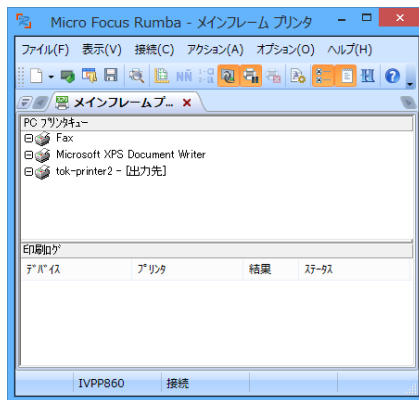 Micro Focus Rumba - メインフレーム プリンタ
ファイル(F) 表示(V) 接続(C) アクション(A) オプション(O) ヘルプ(H)
メインフレームプ...
PC プリンタキュー
Fax
Microsoft XPS Document Writer
tok-printer2 - [出力先]
印刷ログ
デバイス プリンタ 結果 ステータス
IVPP860 接続